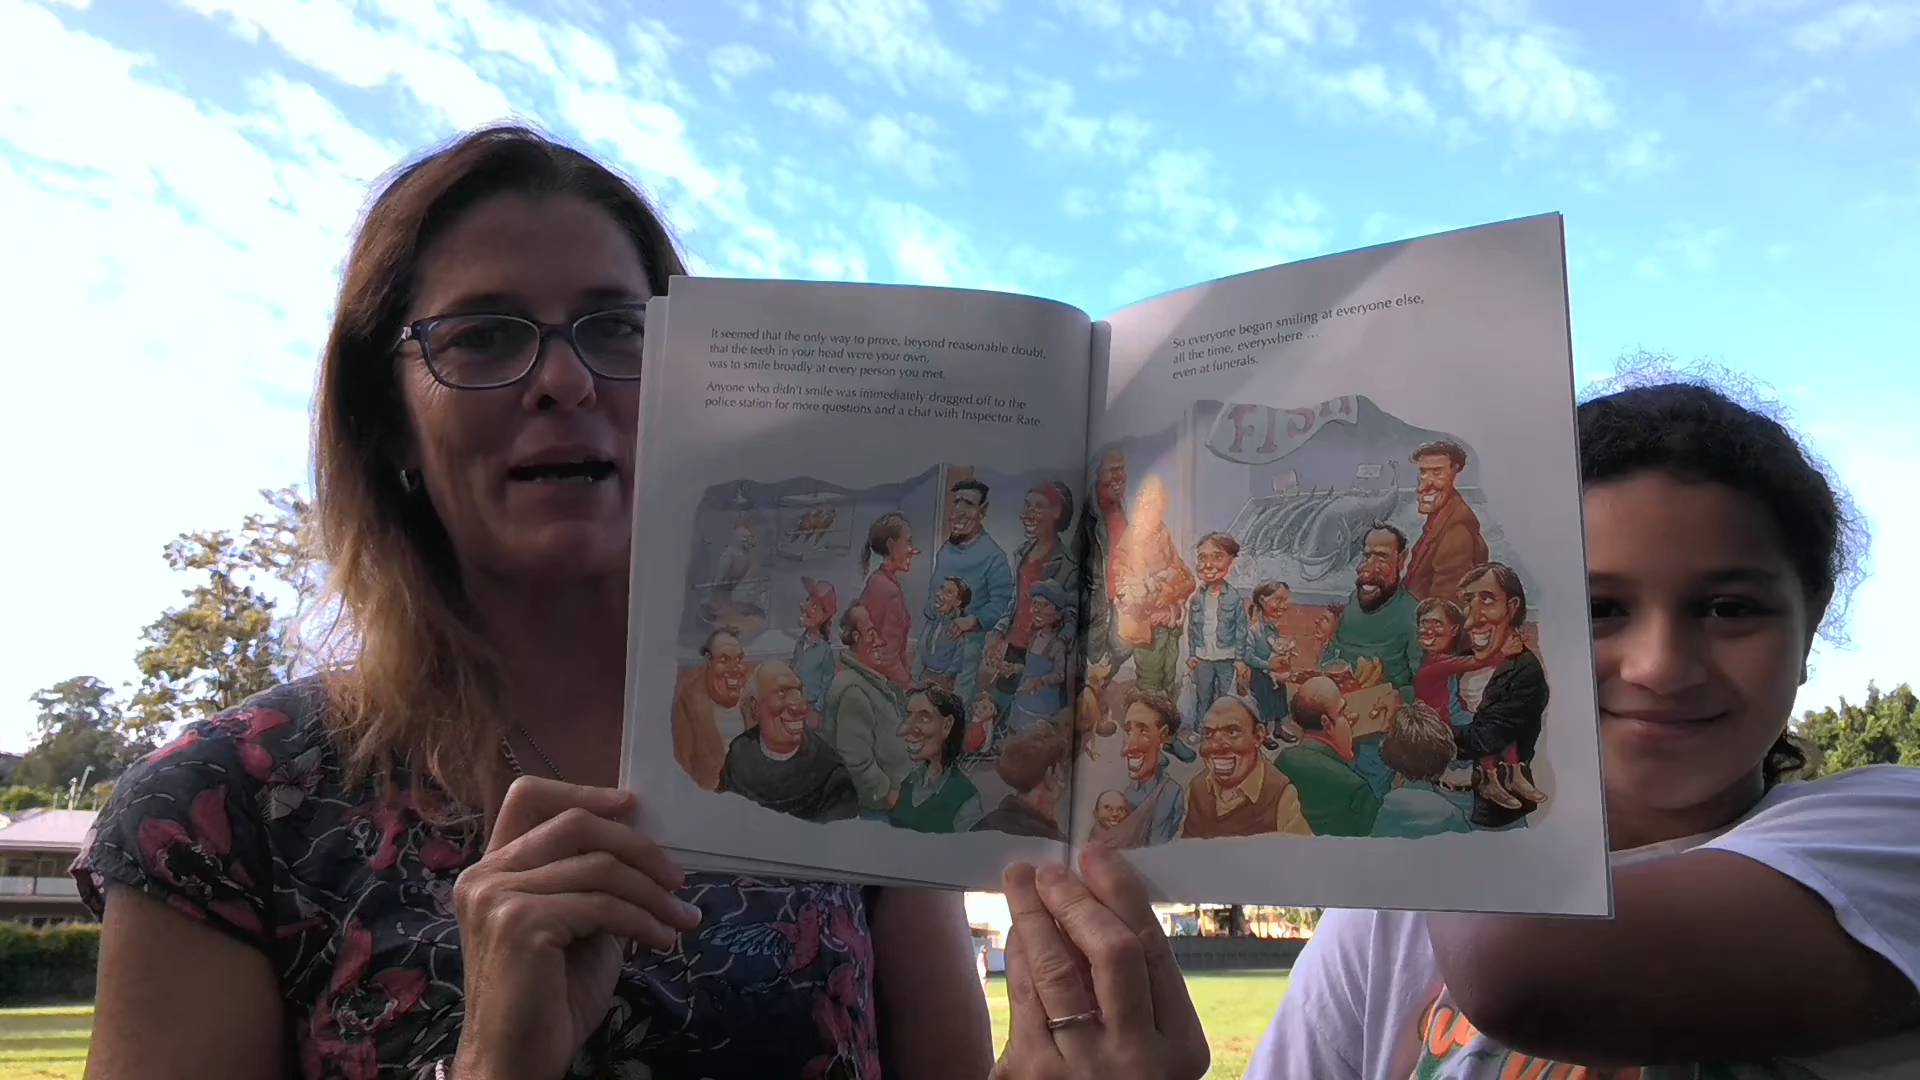 It seemed that the only way to prove, beyond reasonable doubt,
that the teeth in your head were your own,
was to smile broadly at every person you met.
Anyone who didn't smile was immediately dragged off to the
police station for more questions and a chat with Inspector Rate
So everyone began smiling at everyone else,
all the time, everywhere ...
even at funerals.
FISH